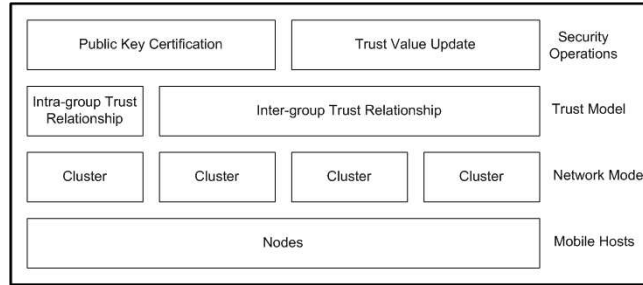 Public Key Certification
Trust Value Update
Security
Operations
Intra-group Trust
Relationship
Inter-group Trust Relationship
Trust Model
Cluster
Cluster
Cluster
Cluster
Network Model
Nodes
Mobile Hosts